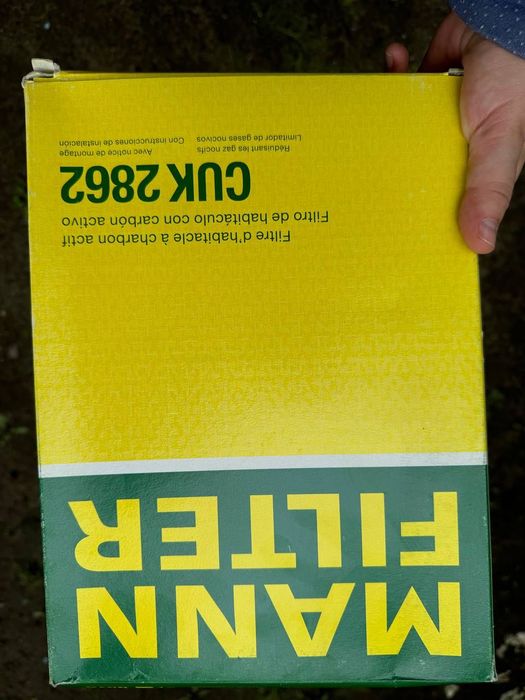 MANN
FILTER
Filtre d'habitacle à charbon actif
Filtro de habitáculo con carbón activo
CUK 2862
Réduisant les gaz nocifs Avec notice de montage
Limitador de gases nocivos Con instrucciones de instalación